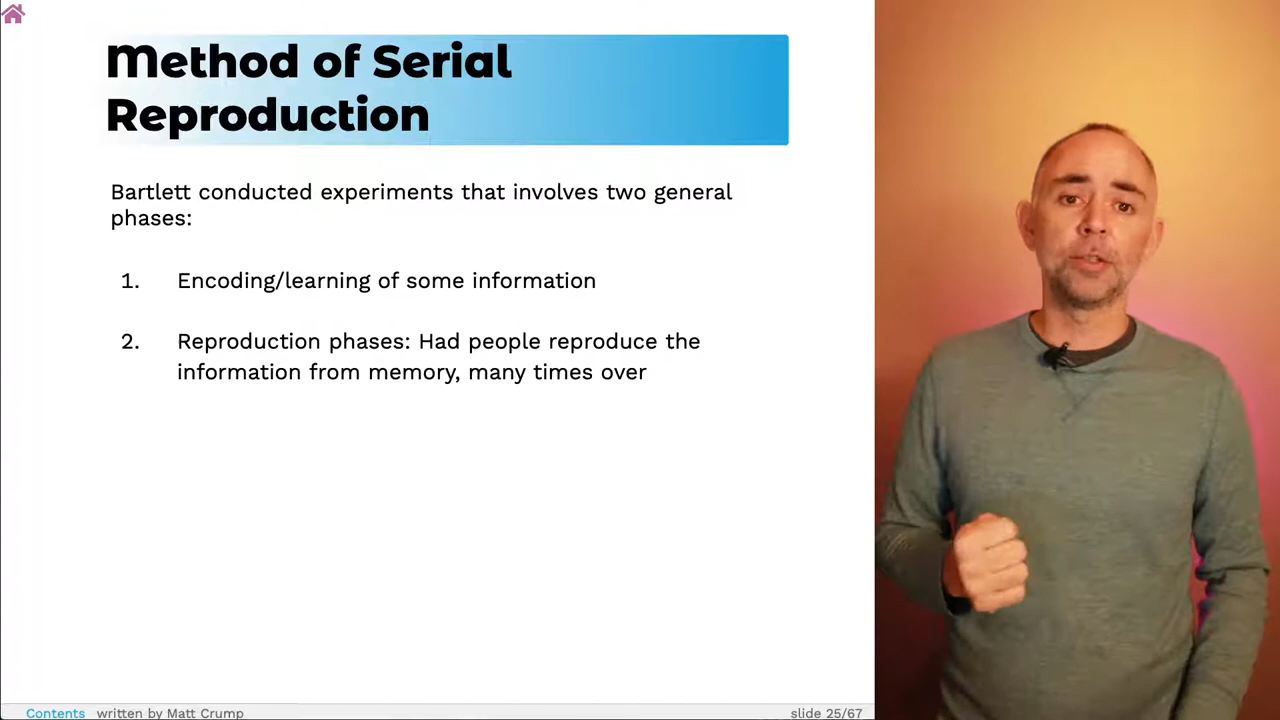 Method of Serial
Reproduction
Bartlett conducted experiments that involves two general
phases:
1. Encoding/learning of some information
2. Reproduction phases: Had people reproduce the
information from memory, many times over
Contents written by Matt Crump
slide 25/67